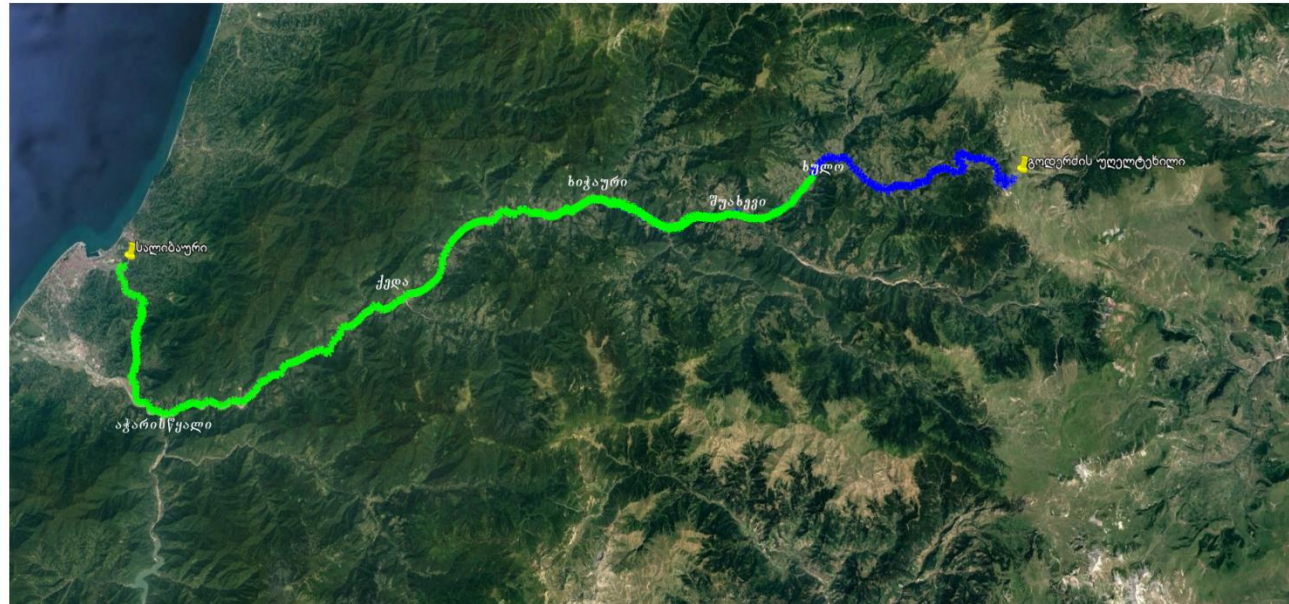 გოდერძის უღელტეხილი
ხულო
ხიჭაური
შუახევი
სალიბაური
ქედა
აჭარისწყალი